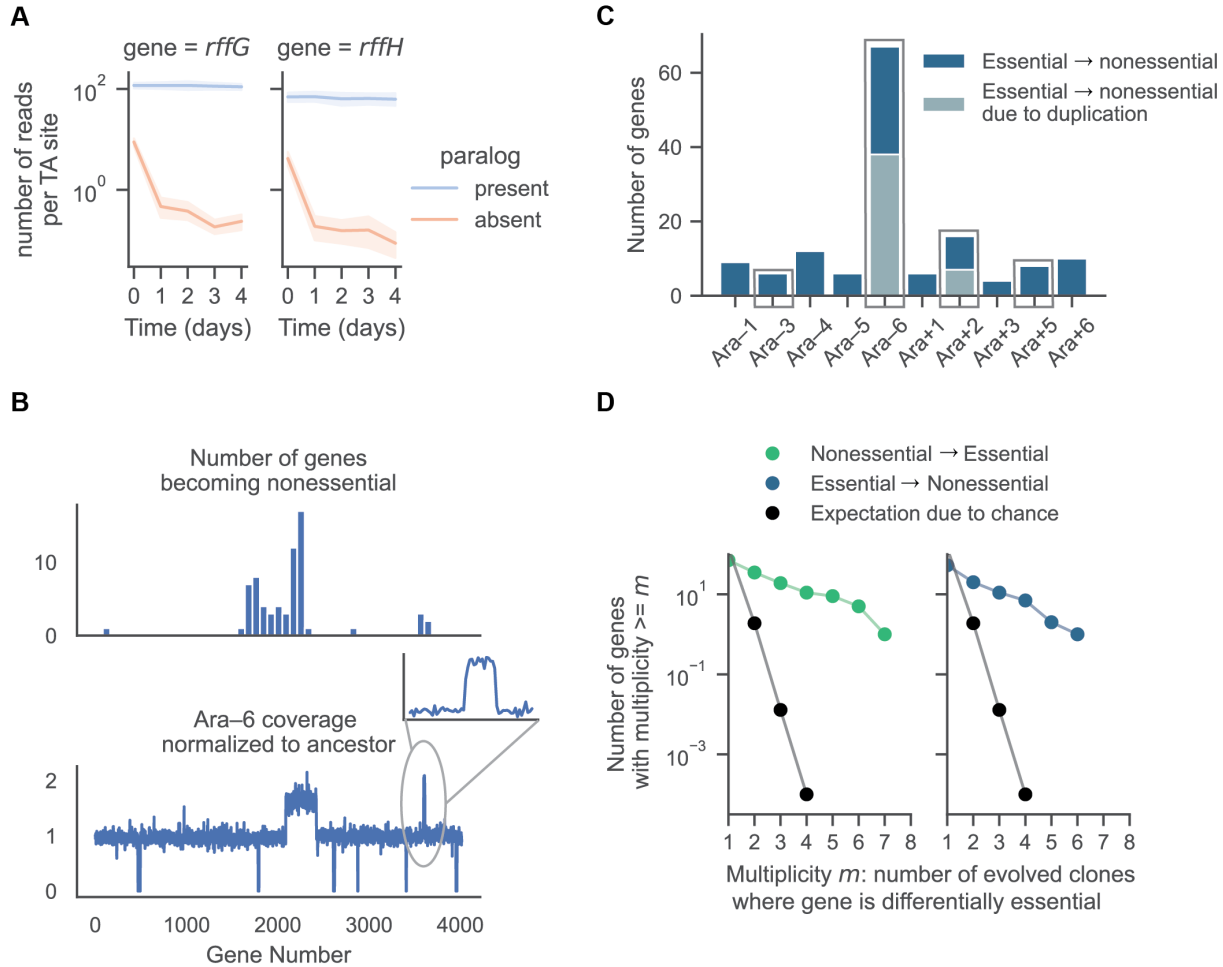 A
gene = rffG
gene = rffH
number of reads
per TA site
10²
10⁰
paralog
present
absent
0 1 2 3 4
0 1 2 3 4
Time (days)
Time (days)
B
Number of genes
becoming nonessential
10
0
Ara–6 coverage
normalized to ancestor
2
1
0
0 1000 2000 3000 4000
Gene Number
C
Number of genes
60
40
20
0
Essential → nonessential
Essential → nonessential
due to duplication
Ara–1 Ara–3 Ara–4 Ara–5 Ara–6 Ara+1 Ara+2 Ara+3 Ara+5 Ara+6
D
Nonessential → Essential
Essential → Nonessential
Expectation due to chance
Number of genes
with multiplicity >= m
10¹
10⁻¹
10⁻³
1 2 3 4 5 6 7 8
1 2 3 4 5 6 7 8
Multiplicity m: number of evolved clones
where gene is differentially essential